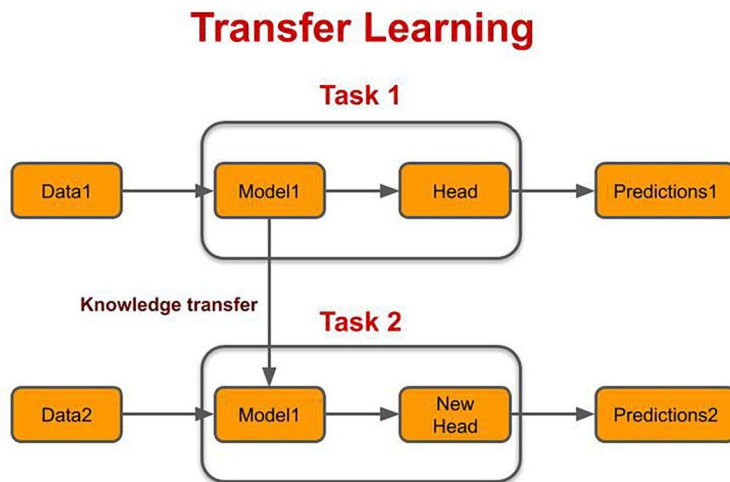 Transfer Learning
Task 1
Data1
Model1
Head
Predictions1
Knowledge transfer
Task 2
Data2
Model1
New
Head
Predictions2